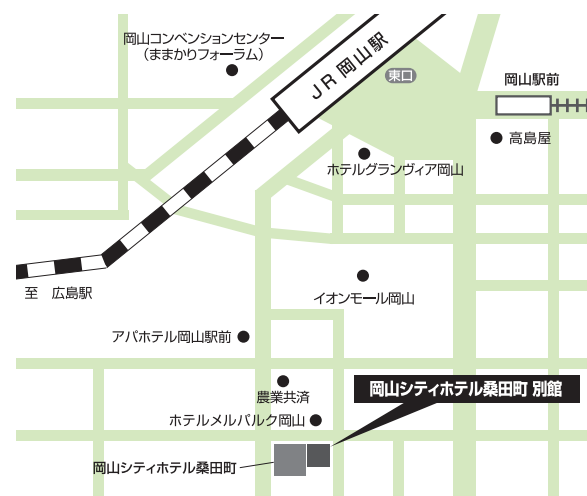 岡山コンベンションセンター
(ままかりフォーラム)
JR 岡山駅
東口
岡山駅前
高島屋
ホテルグランヴィア岡山
至 広島駅
イオンモール岡山
アパホテル岡山駅前
農業共済
岡山シティホテル桑田町 別館
ホテルメルパルク岡山
岡山シティホテル桑田町